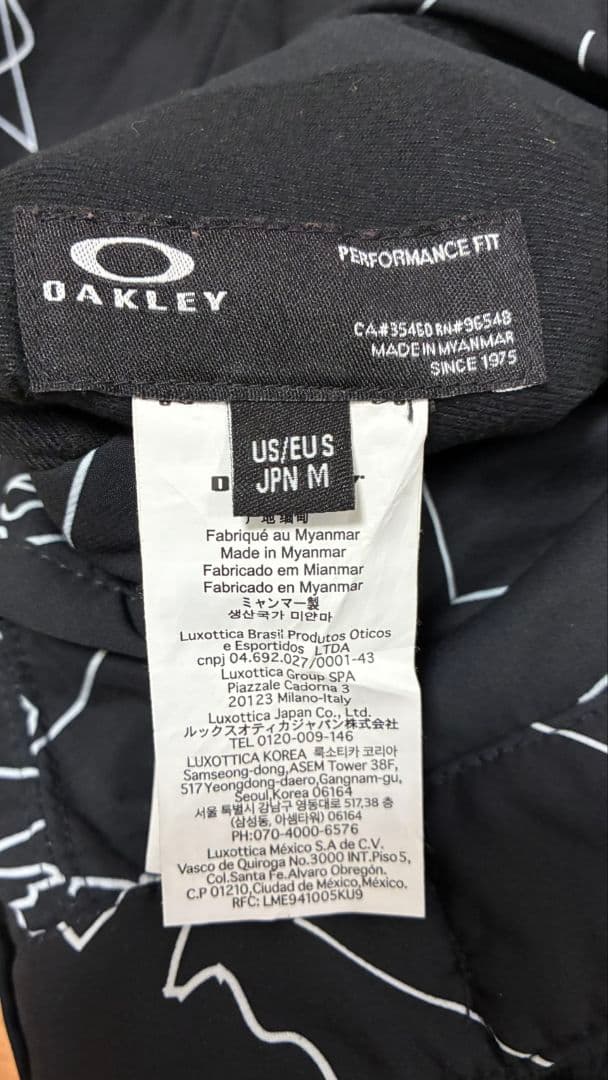 OAKLEY
PERFORMANCE FIT
CA#35460 RN#96548
MADE IN MYANMAR
SINCE 1975
US/EU S
JPN M
产地缅甸
Fabriqué au Myanmar
Made in Myanmar
Fabricado em Mianmar
Fabricado en Myanmar
ミャンマー製
생산국가 미얀마
Luxottica Brasil Produtos Oticos
e Esportidos LTDA
cnpj 04.692.027/0001-43
Luxottica Group SPA
Piazzale Cadorna 3
20123 Milano-Italy
Luxottica Japan Co., Ltd.
ルックスオティカジャパン株式会社
TEL 0120-009-146
LUXOTTICA KOREA 룩소티카 코리아
Samseong-dong,ASEM Tower 38F,
517Yeongdong-daero,Gangnam-gu,
Seoul,Korea 06164
서울 특별시 강남구 영동대로 517,38 층
(삼성동, 아셈타워) 06164
PH:070-4000-6576
Luxottica México S.A de C.V.
Vasco de Quiroga No.3000 INT.Piso 5,
Col.Santa Fe.Alvaro Obregón.
C.P 01210,Ciudad de México,México.
RFC: LME941005KU9